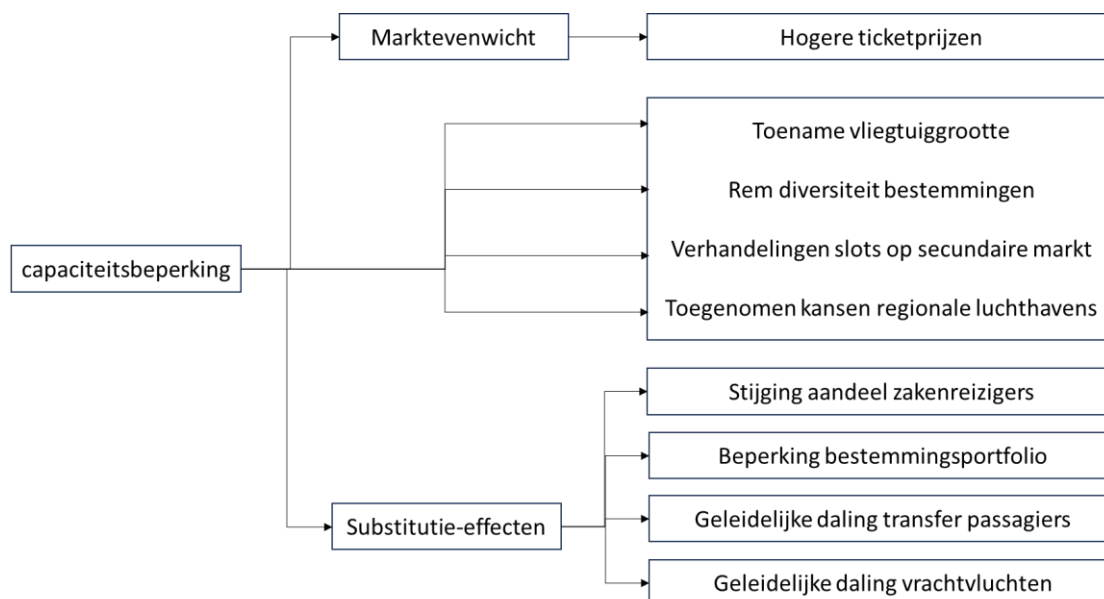 Marktevenwicht
Hogere ticketprijzen
Toename vliegtuiggrootte
Rem diversiteit bestemmingen
Verhandelingen slots op secundaire markt
Toegenomen kansen regionale luchthavens
capaciteitsbeperking
Stijging aandeel zakenreizigers
Beperking bestemmingsportfolio
Substitutie-effecten
Geleidelijke daling transfer passagiers
Geleidelijke daling vrachtvluchten